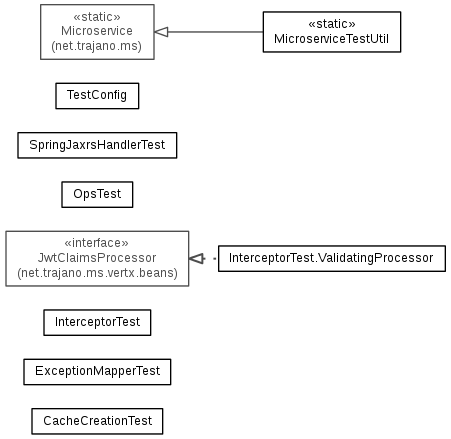 «static»
Microservice
(net.trajano.ms)
«static»
MicroserviceTestUtil
TestConfig
SpringJaxrsHandlerTest
OpsTest
«interface»
JwtClaimsProcessor
(net.trajano.ms.vertx.beans)
InterceptorTest.ValidatingProcessor
InterceptorTest
ExceptionMapperTest
CacheCreationTest